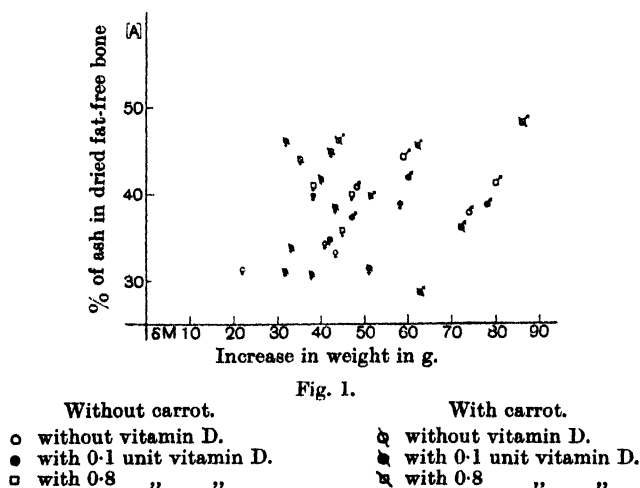 [A]
% of ash in dried fat-free bone
50
40
30
16M 10 20 30 40 50 60 70 80 90
Increase in weight in g.
Fig. 1.
Without carrot.
With carrot.
without vitamin D.
without vitamin D.
with 0·1 unit vitamin D.
with 0·1 unit vitamin D.
with 0·8 „ „
with 0·8 „ „